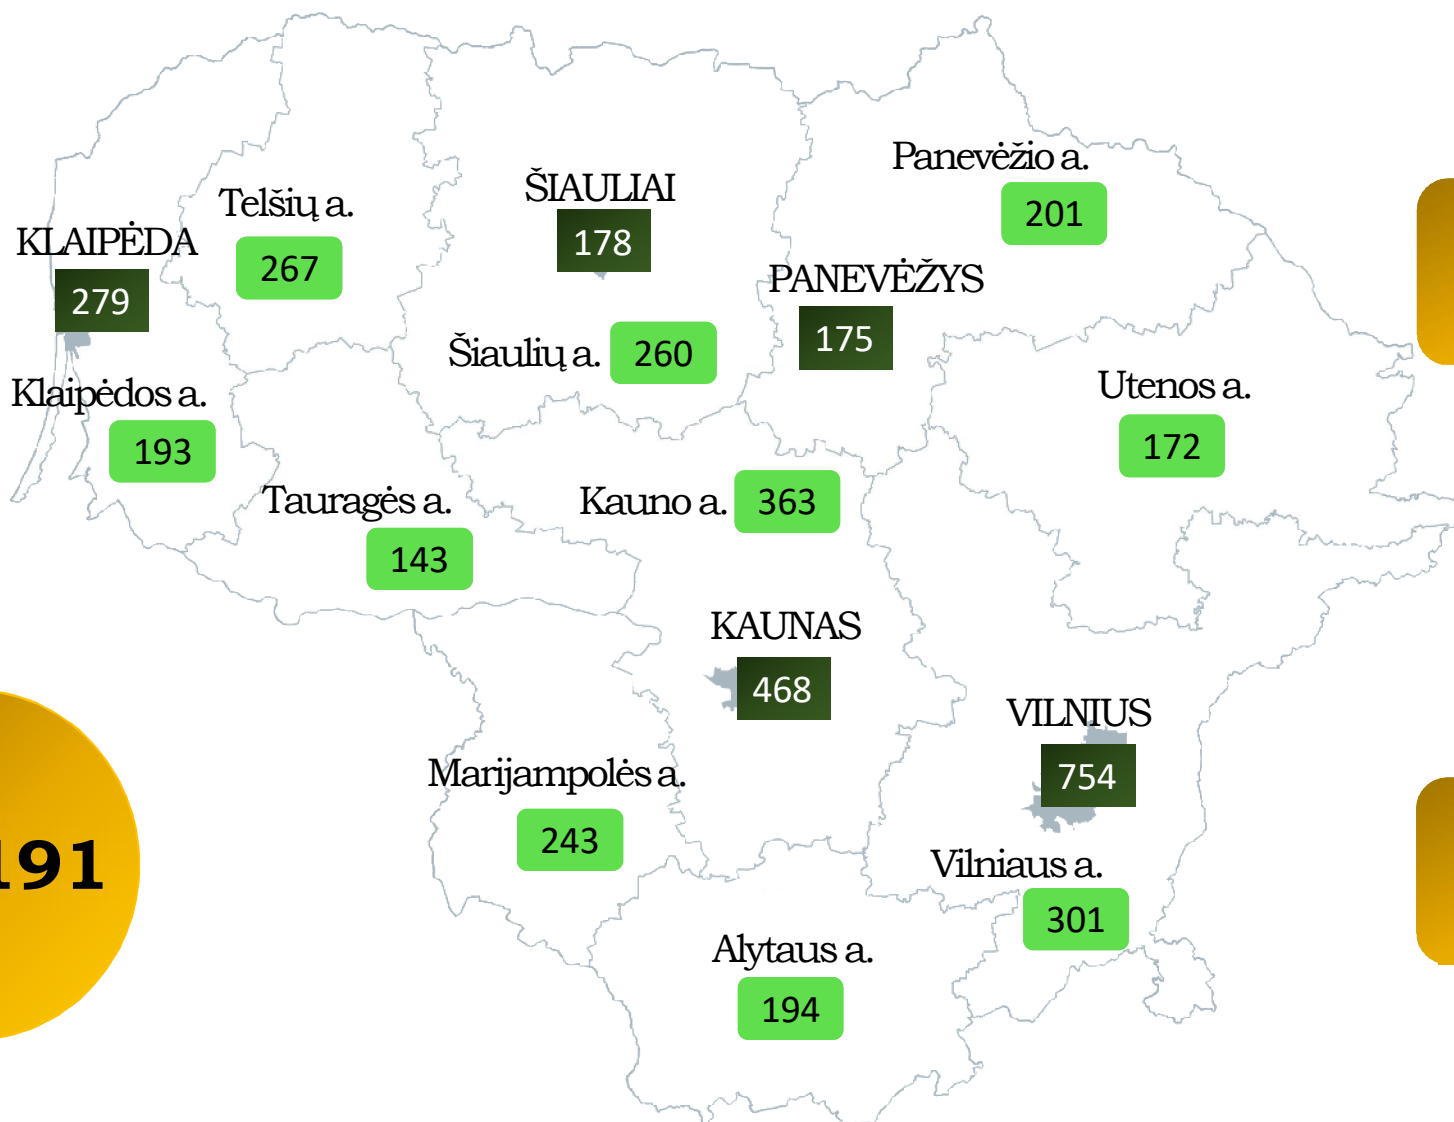 Panevėžio a.
201
ŠIAULIAI
178
Telšių a.
267
KLAIPĖDA
279
PANEVĖŽYS
175
Šiaulių a. 260
Utenos a.
172
Klaipėdos a.
193
Tauragės a.
143
Kauno a. 363
KAUNAS
468
VILNIUS
754
Marijampolės a.
243
Vilniaus a.
301
Alytaus a.
194